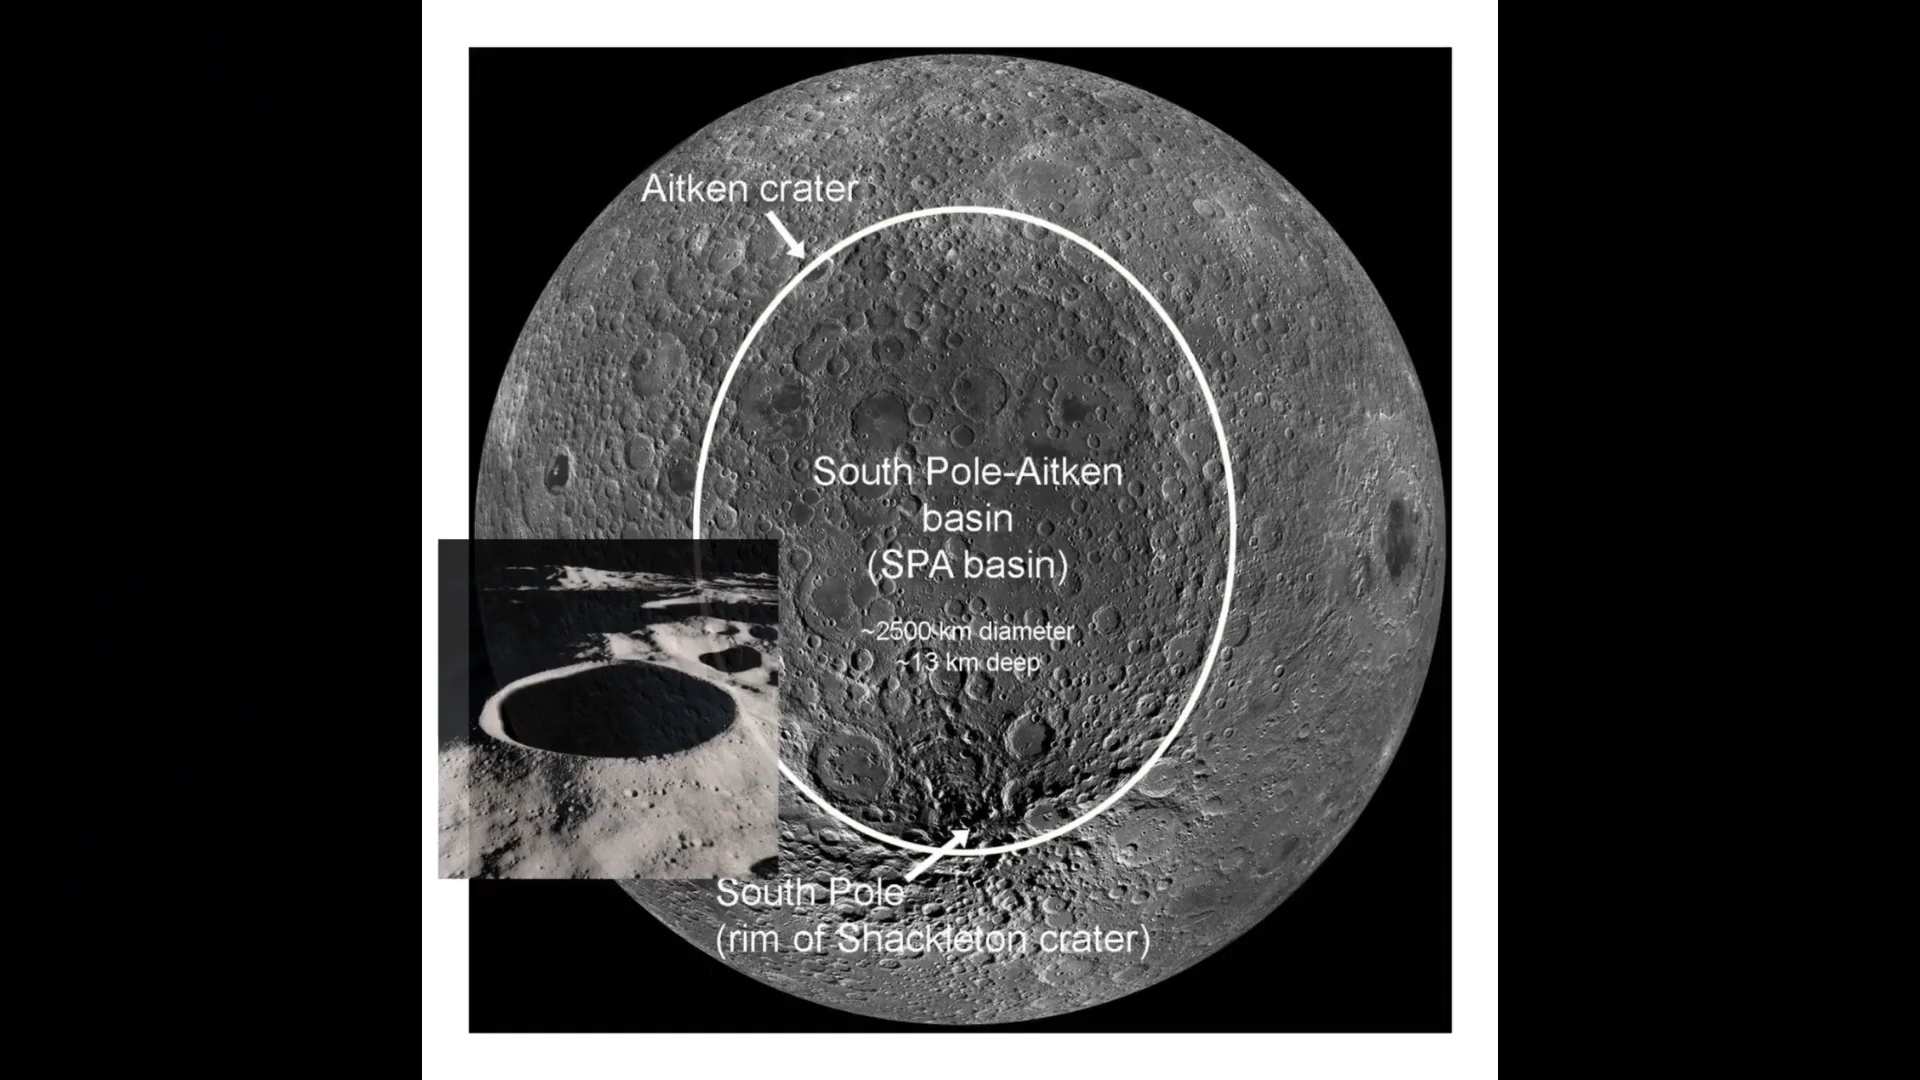 Aitken crater
South Pole-Aitken
basin
(SPA basin)
~2500 km diameter
~13 km deep
South Pole
(rim of Shackleton crater)